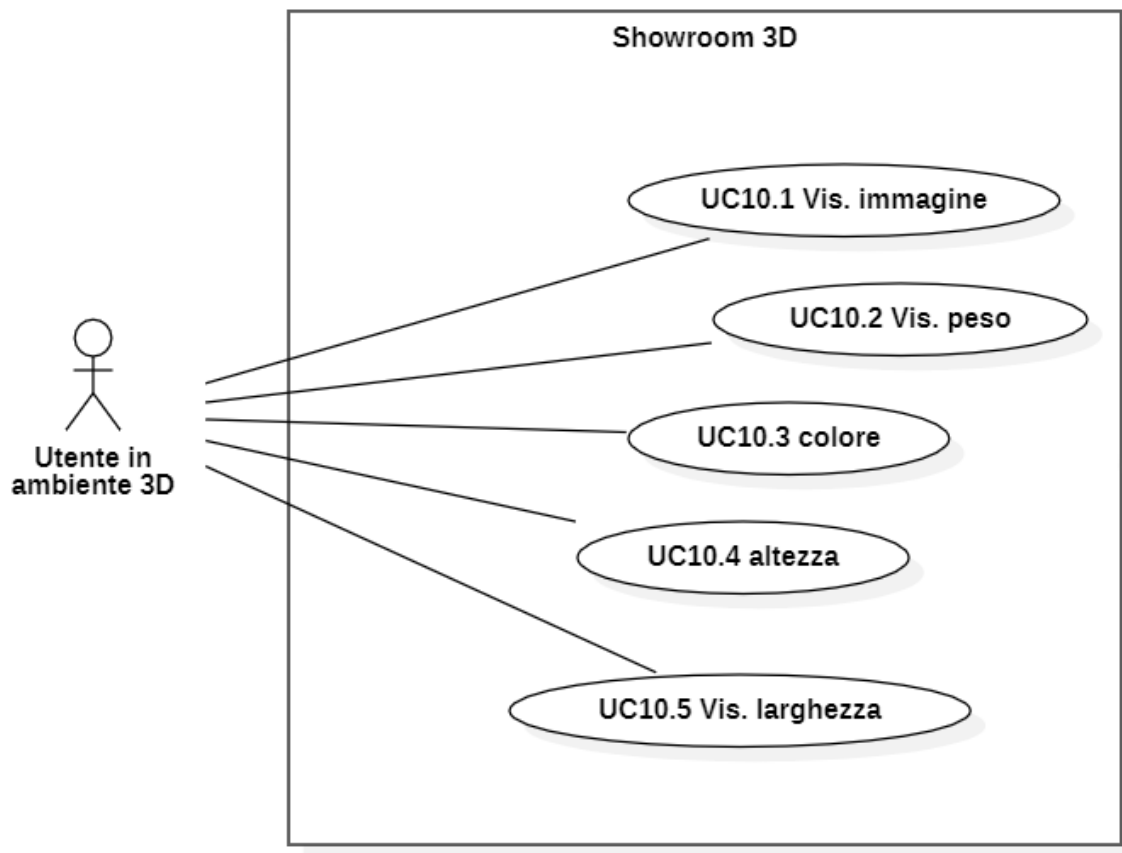 Showroom 3D
UC10.1 Vis. immagine
UC10.2 Vis. peso
UC10.3 colore
Utente in
ambiente 3D
UC10.4 altezza
UC10.5 Vis. larghezza